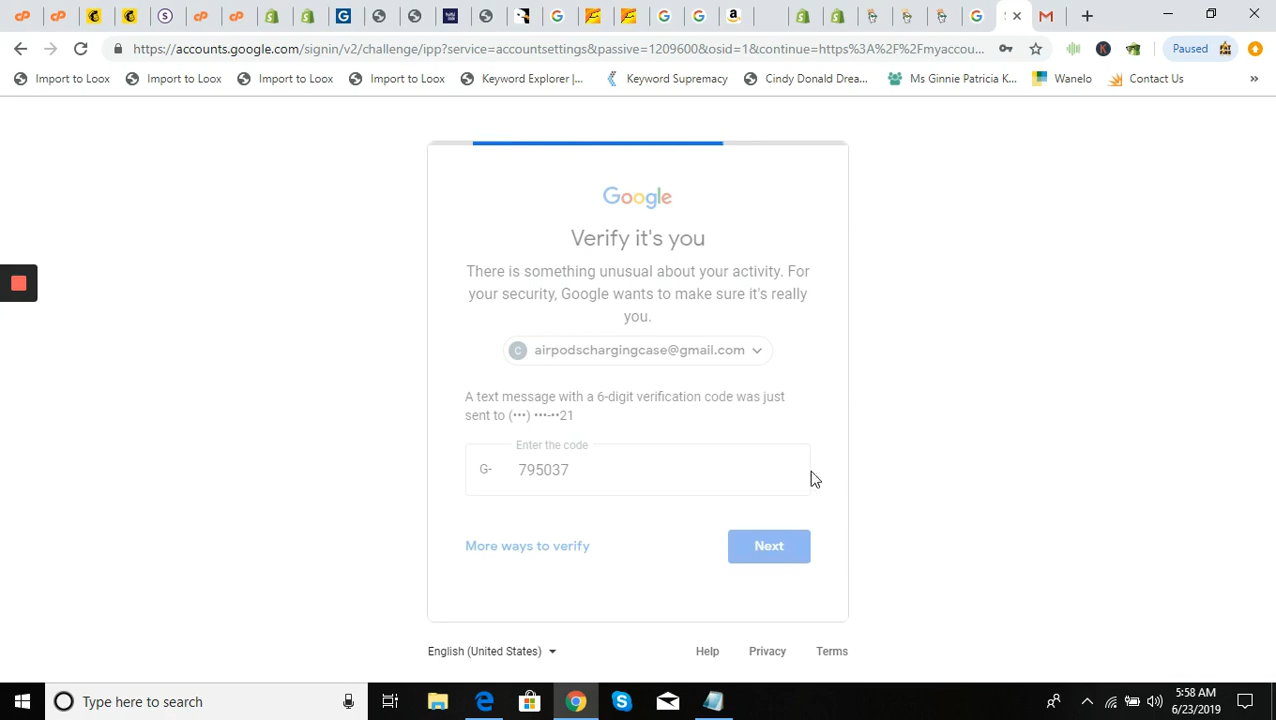 https://accounts.google.com/signin/v2/challenge/ipp?service=accountsettings&passive=1209600&osid=1&continue=https%3A%2F%2Fmyaccou...
Paused
Import to Loox
Import to Loox
Import to Loox
Import to Loox
Keyword Explorer |...
Keyword Supremacy
Cindy Donald Drea...
Ms Ginnie Patricia K...
Wanelo
Contact Us
»
Google
Verify it's you
There is something unusual about your activity. For
your security, Google wants to make sure it's really
you.
C airpodschargingcase@gmail.com
A text message with a 6-digit verification code was just
sent to (•••) •••-••21
Enter the code
G- 795037
More ways to verify
Next
English (United States)
Help
Privacy
Terms
Type here to search
5:58 AM
6/23/2019